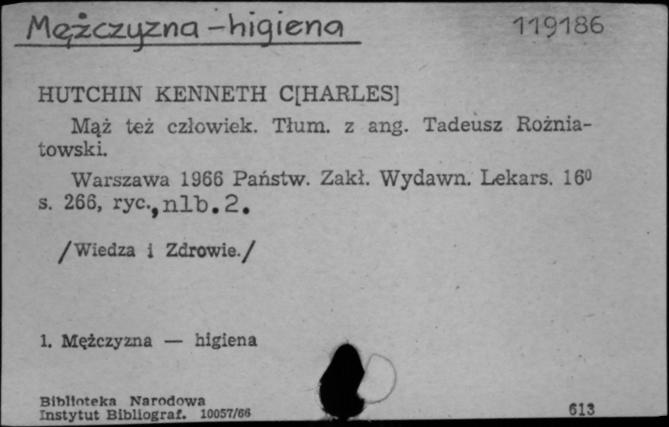 Mężczyzna – higiena 119186
HUTCHIN KENNETH C[HARLES]
Mąż też człowiek. Tłum. z ang. Tadeusz Rożnia-
towski.
Warszawa 1966 Państw. Zakł. Wydawn. Lekars. 16⁰
s. 266, ryc., nlb. 2.
/Wiedza i Zdrowie./
1. Mężczyzna — higiena
Biblioteka Narodowa
Instytut Bibliograf. 10057/66 613